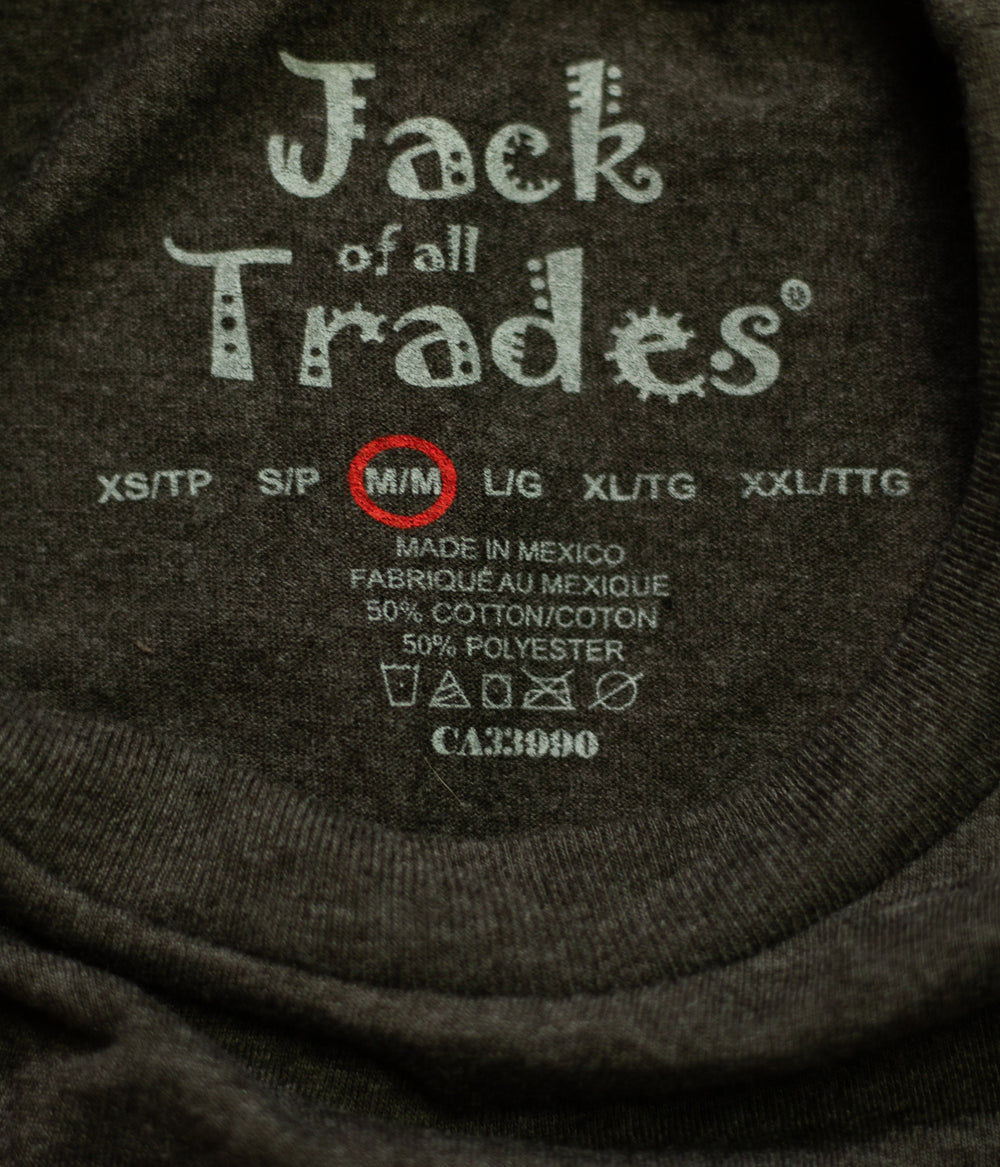 Jack
of all
Trades®
XS/TP S/P M/M L/G XL/TG XXL/TTG
MADE IN MEXICO
FABRIQUÉ AU MEXIQUE
50% COTTON/COTON
50% POLYESTER
CA33990